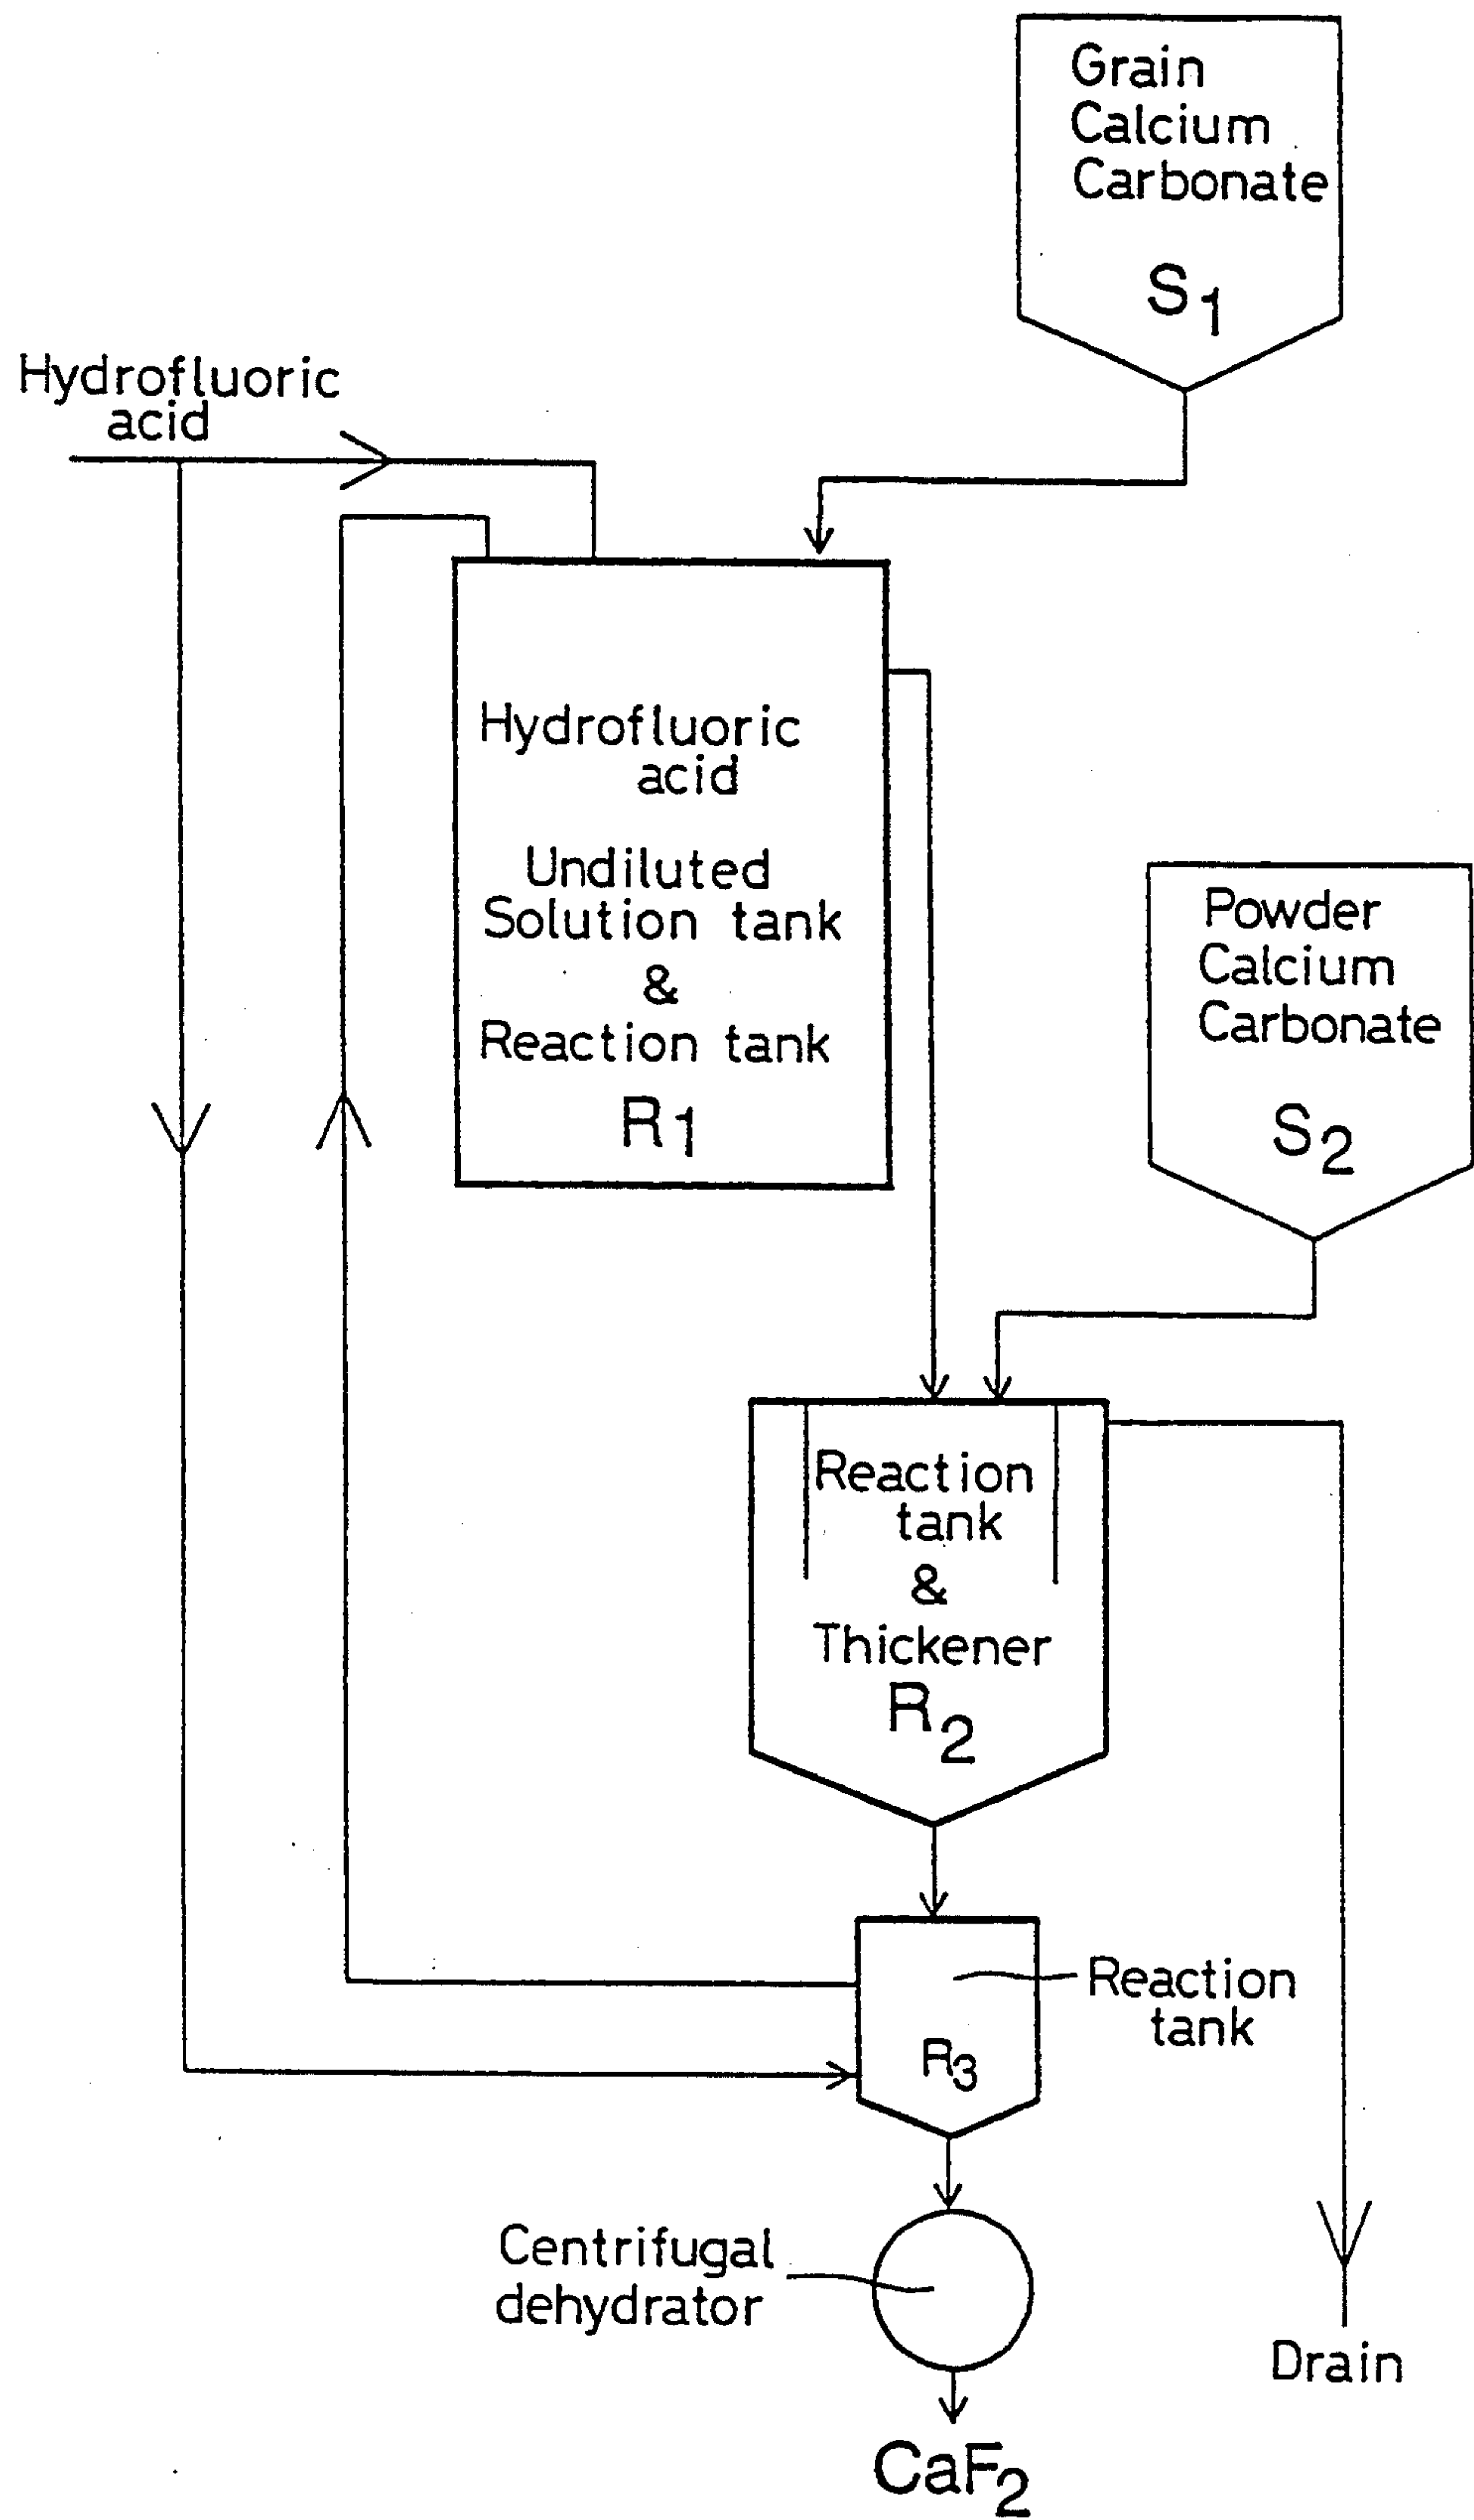 Grain
Calcium
Carbonate
S1
Hydrofluoric
acid
Hydrofluoric
acid
Undiluted
Solution tank
&
Reaction tank
R1
Powder
Calcium
Carbonate
S2
Reaction
tank
&
Thickener
R2
Reaction
tank
R3
Centrifugal
dehydrator
Drain
CaF2